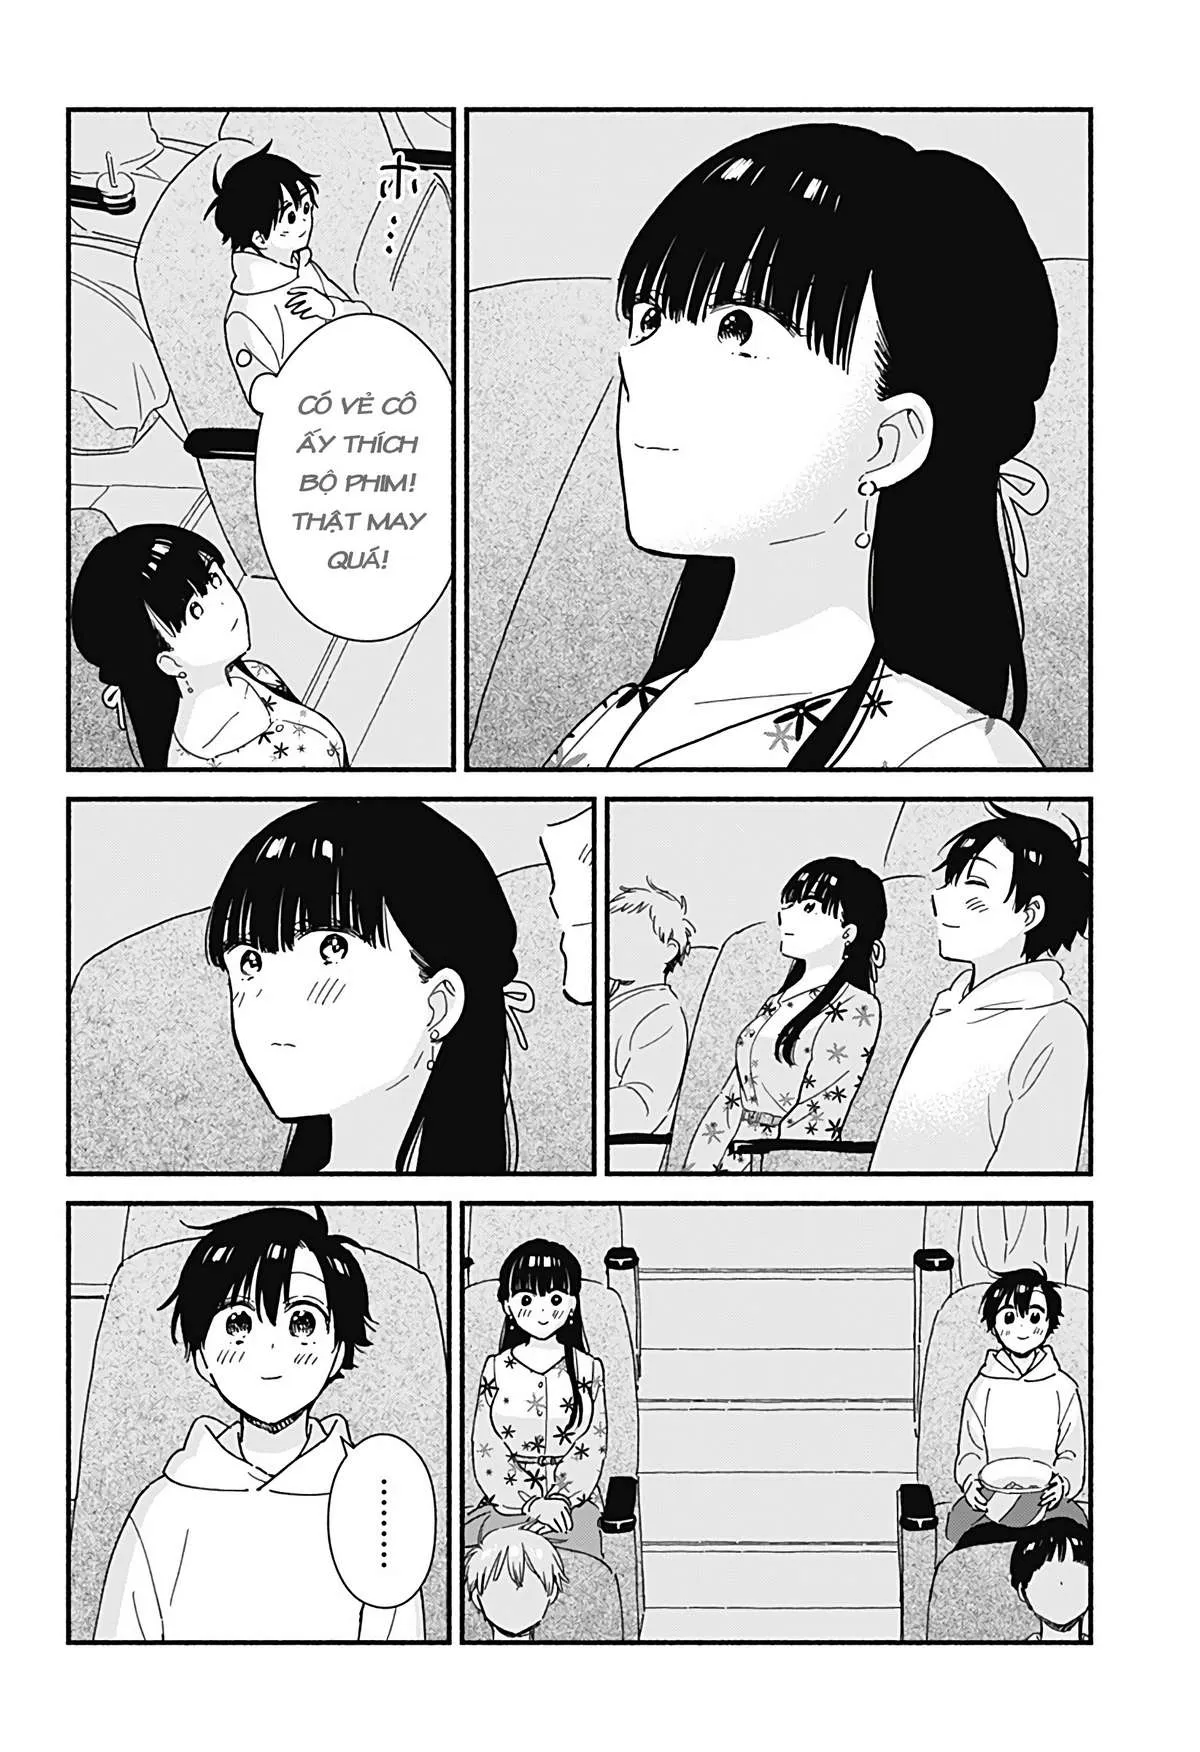 ホ…
CÓ VẺ CÔ
ẤY THÍCH
BỘ PHIM!
THẬT MAY
QUÁ!
………